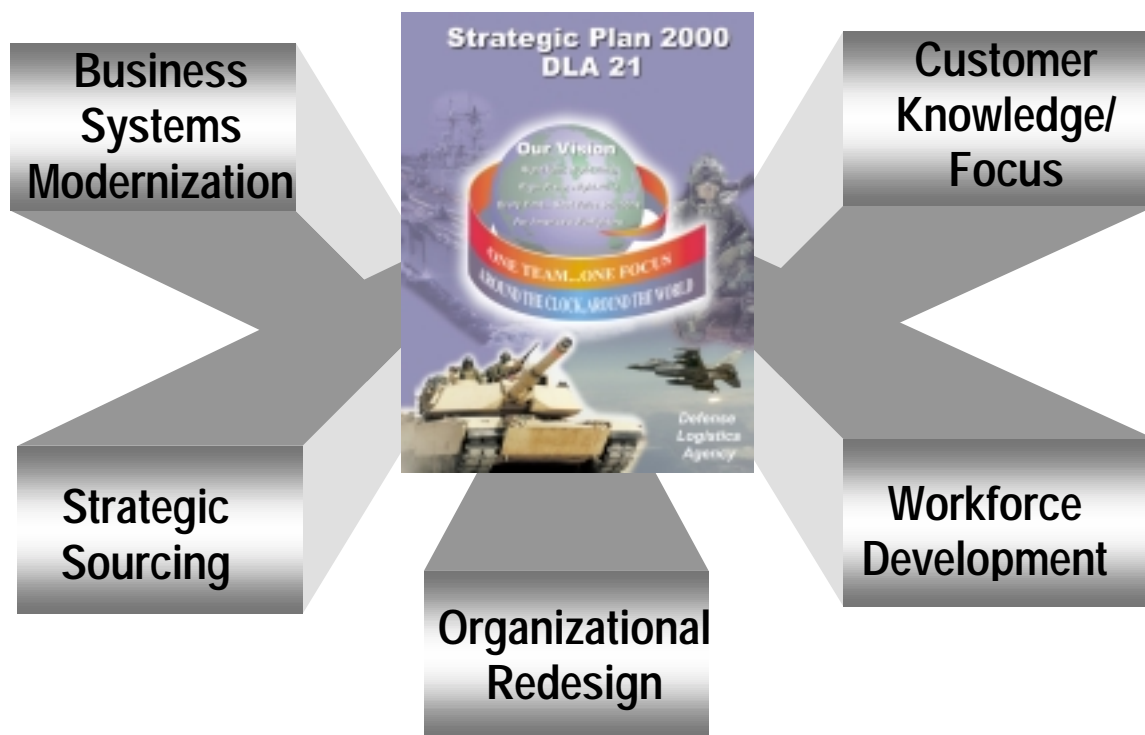 Strategic Plan 2000
DLA 21
Business
Systems
Modernization
Customer
Knowledge/
Focus
Our Vision
ONE TEAM...ONE FOCUS
AROUND THE CLOCK, AROUND THE WORLD
Defense
Logistics
Agency
Strategic
Sourcing
Workforce
Development
Organizational
Redesign